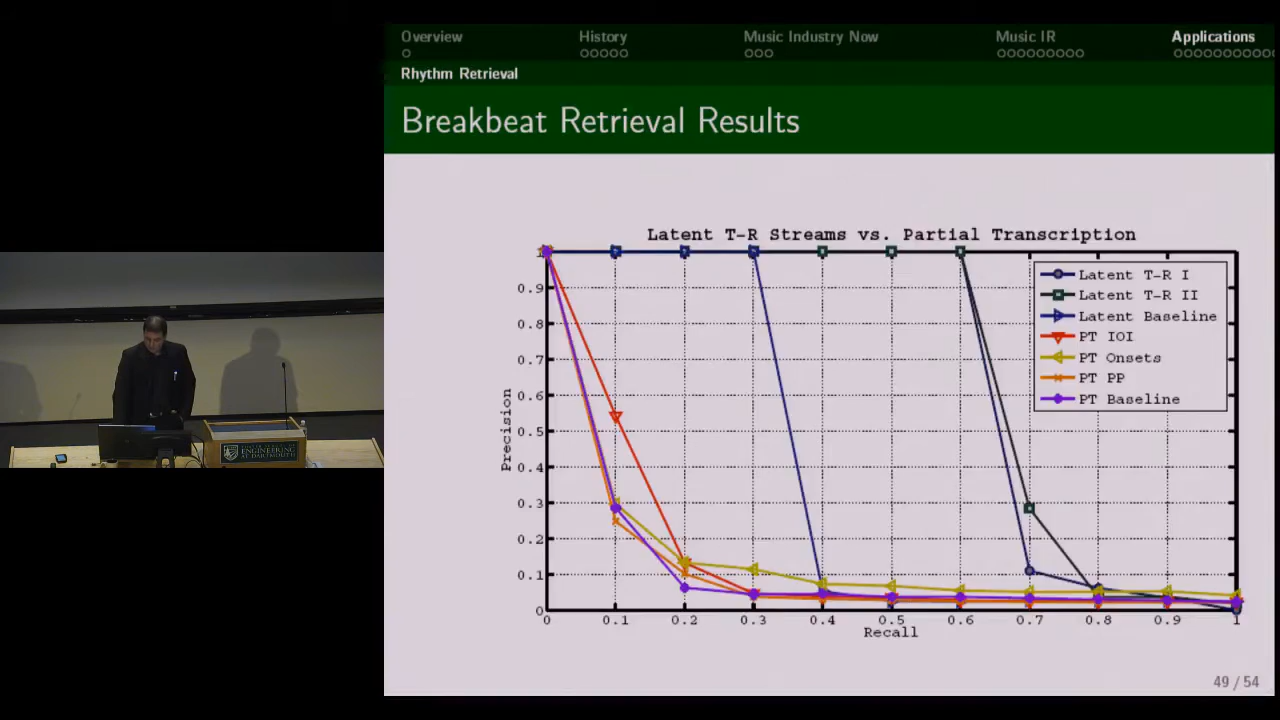 Overview History Music Industry Now Music IR Applications
Rhythm Retrieval
Breakbeat Retrieval Results
Latent T-R Streams vs. Partial Transcription
Latent T-R I
Latent T-R II
Latent Baseline
PT IOI
PT Onsets
PT PP
PT Baseline
Precision
1
0.9
0.8
0.7
0.6
0.5
0.4
0.3
0.2
0.1
0
0 0.1 0.2 0.3 0.4 0.5 0.6 0.7 0.8 0.9 1
Recall
49 / 54
ENGINEERING
AT DARTMOUTH